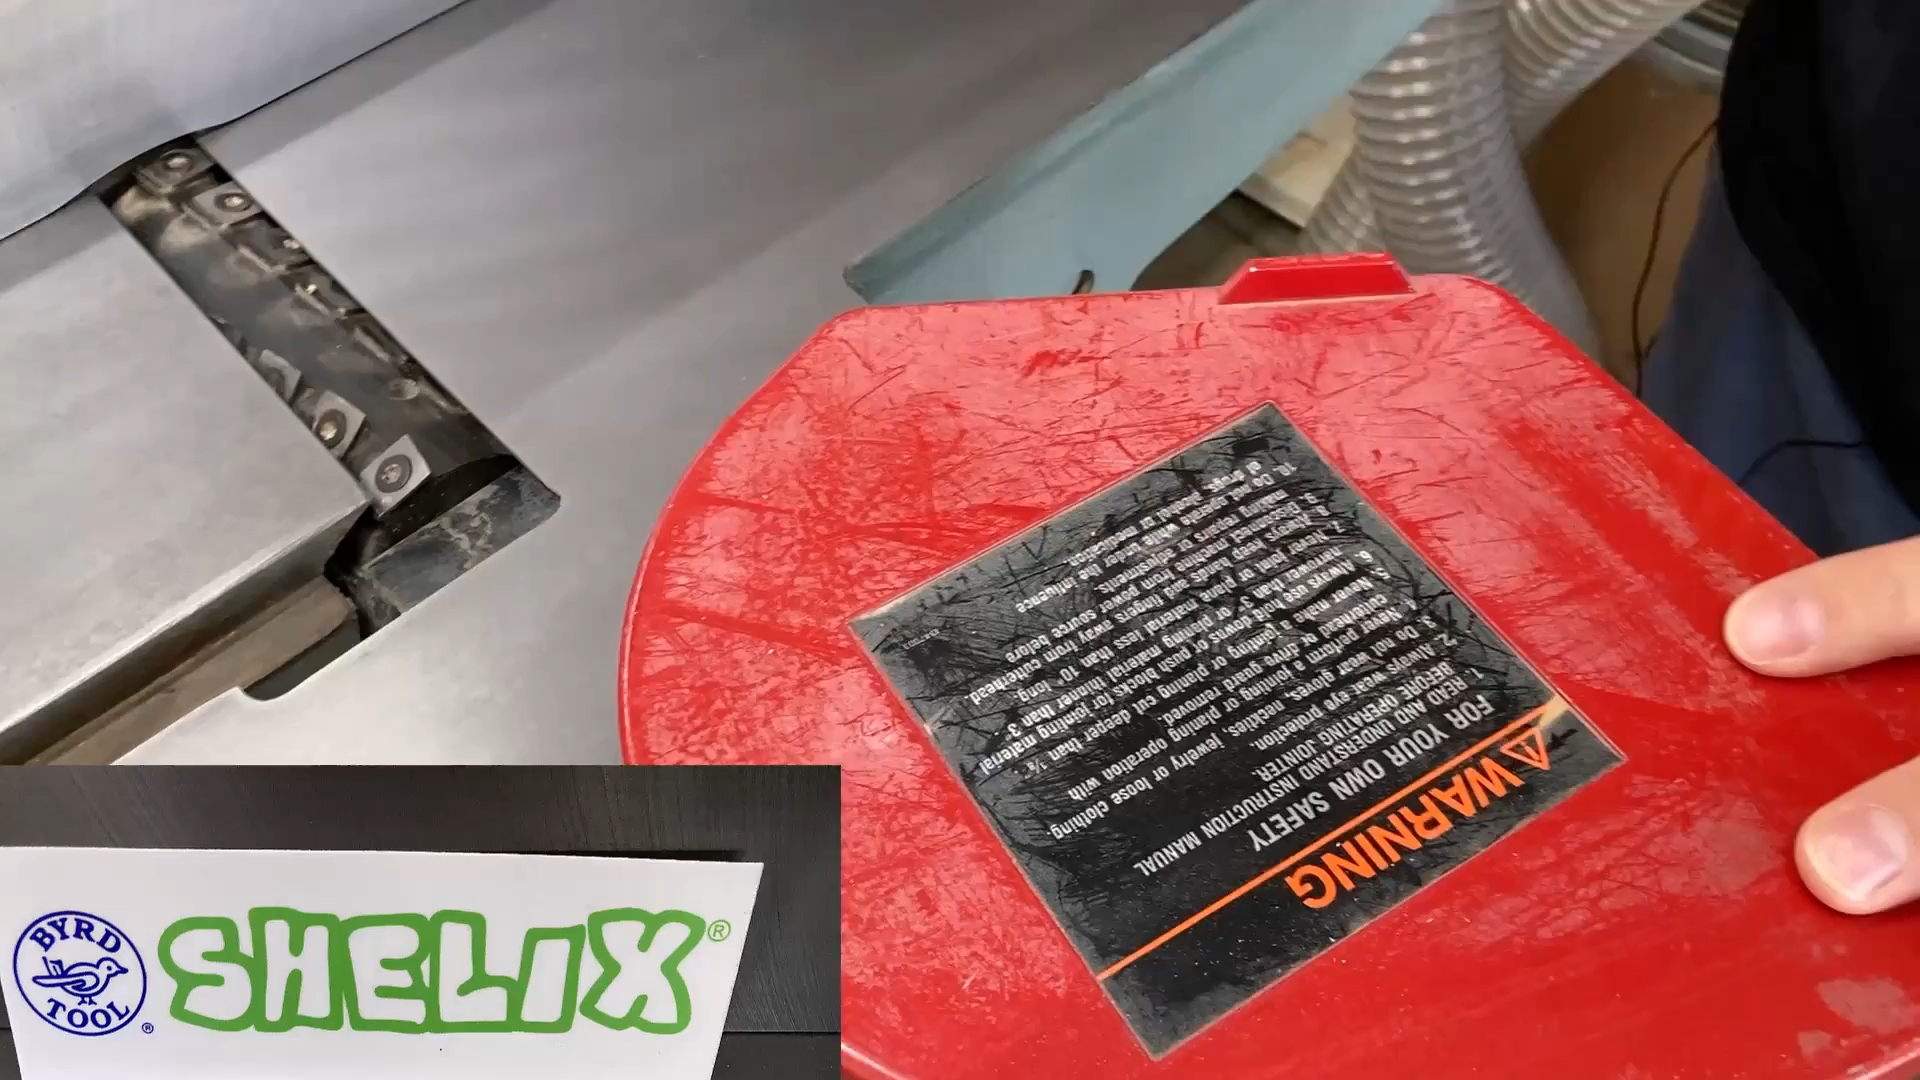 WARNING
FOR YOUR OWN SAFETY
1. READ AND UNDERSTAND INSTRUCTION MANUAL
BEFORE OPERATING JOINTER.
2. Always wear eye protection.
3. Do not wear gloves, neckties, jewelry or loose clothing.
4. Never perform a joining or planing operation with
cutterhead or drive guard removed.
5. Never make a jointing or planing cut deeper than ⅛".
6. Always use hold downs or push blocks for jointing material
narrower than 3" or planing material thinner than 3".
7. Never joint or plane material less than 10" long.
8. Always keep hands and fingers away from cutterhead.
9. Disconnect machine from power source before
making repairs or adjustments.
10. Do not operate while under the influence
of drugs, alcohol or medication.
BYRD
TOOL
®
SHELIX®